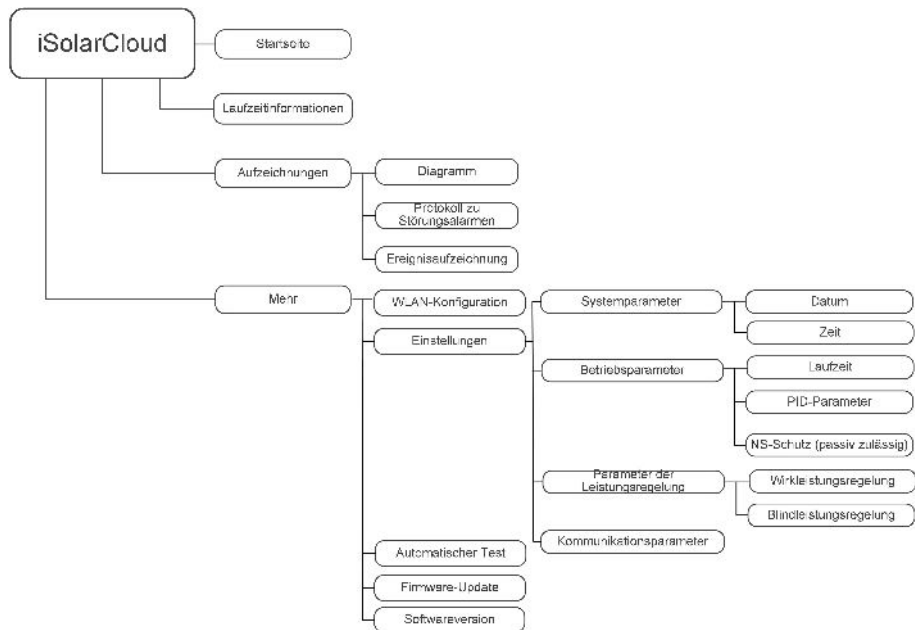 iSolarCloud
Startseite
Laufzeitinformationen
Aufzeichnungen
Diagramm
Protokoll zu
Störungsalarmen
Ereignisaufzeichnung
Mehr
WLAN-Konfiguration
Systemparameter
Datum
Zeit
Einstellungen
Betriebsparameter
Laufzeit
PID-Parameter
NS-Schutz (passiv zulässig)
Parameter der
Leistungsregelung
Wirkleistungsregelung
Blindleistungsregelung
Kommunikationsparameter
Automatischer Test
Firmware-Update
Softwareversion